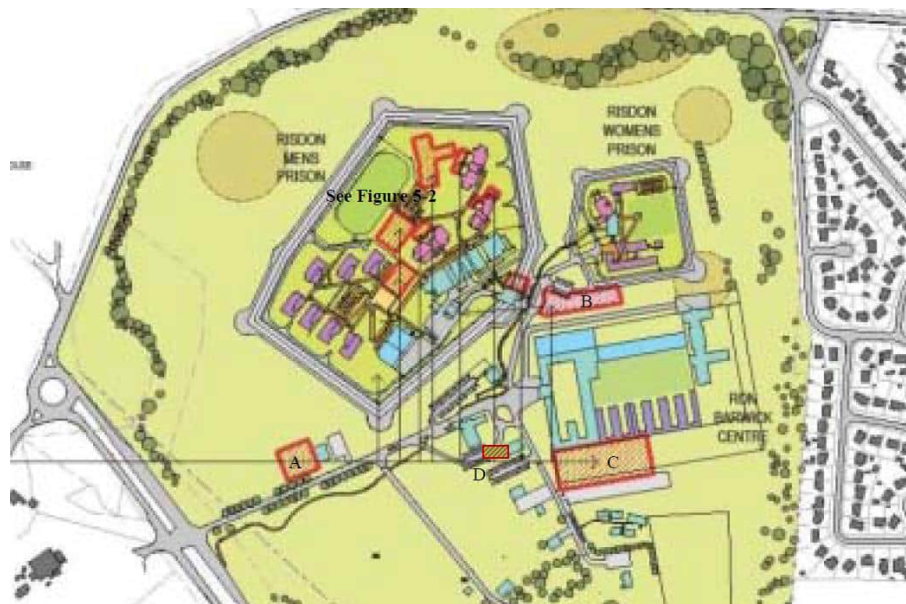 RISDON
WOMENS
PRISON
RISDON
MENS
PRISON
See Figure 5-2
B
RON
BARWICK
CENTRE
A
C
D